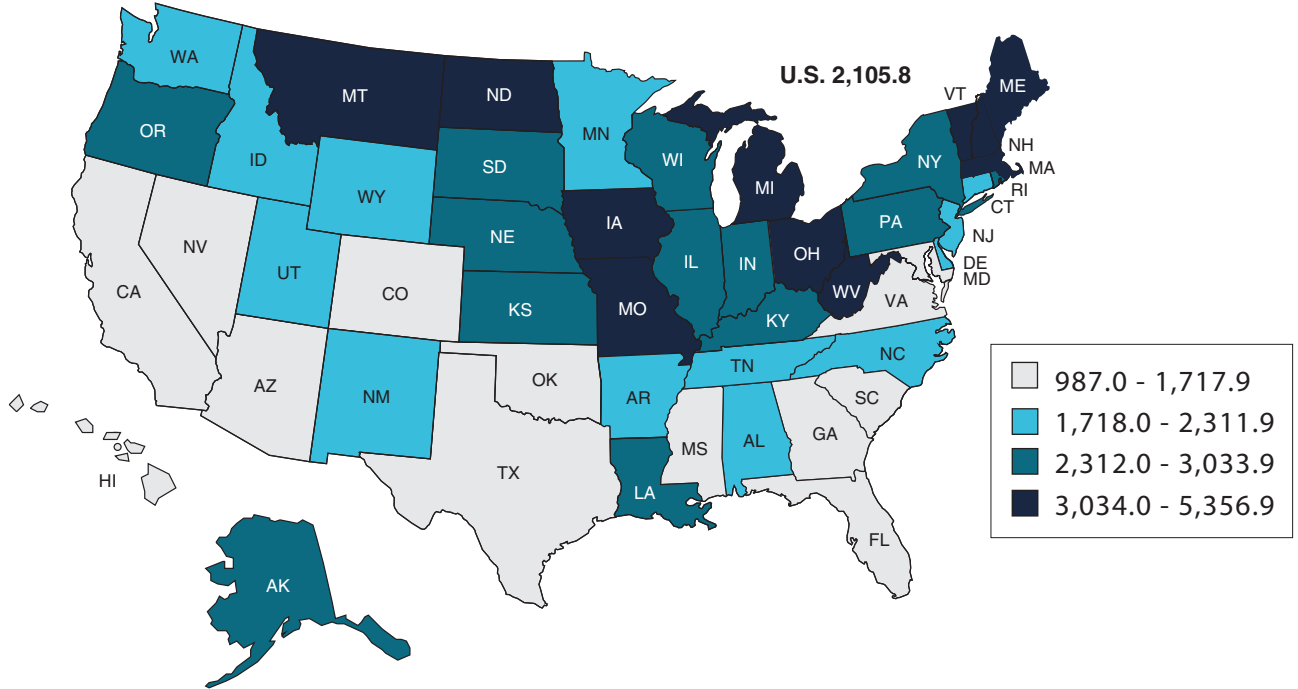 U.S. 2,105.8
WA
MT
ND
MN
VT
ME
OR
ID
SD
WI
NY
NH
MA
WY
MI
RI
CT
NV
UT
NE
IA
PA
NJ
CA
CO
KS
IL
IN
OH
DE
MD
MO
WV
VA
KY
AZ
NM
OK
AR
TN
NC
SC
TX
MS
AL
GA
HI
LA
FL
AK
987.0 - 1,717.9
1,718.0 - 2,311.9
2,312.0 - 3,033.9
3,034.0 - 5,356.9